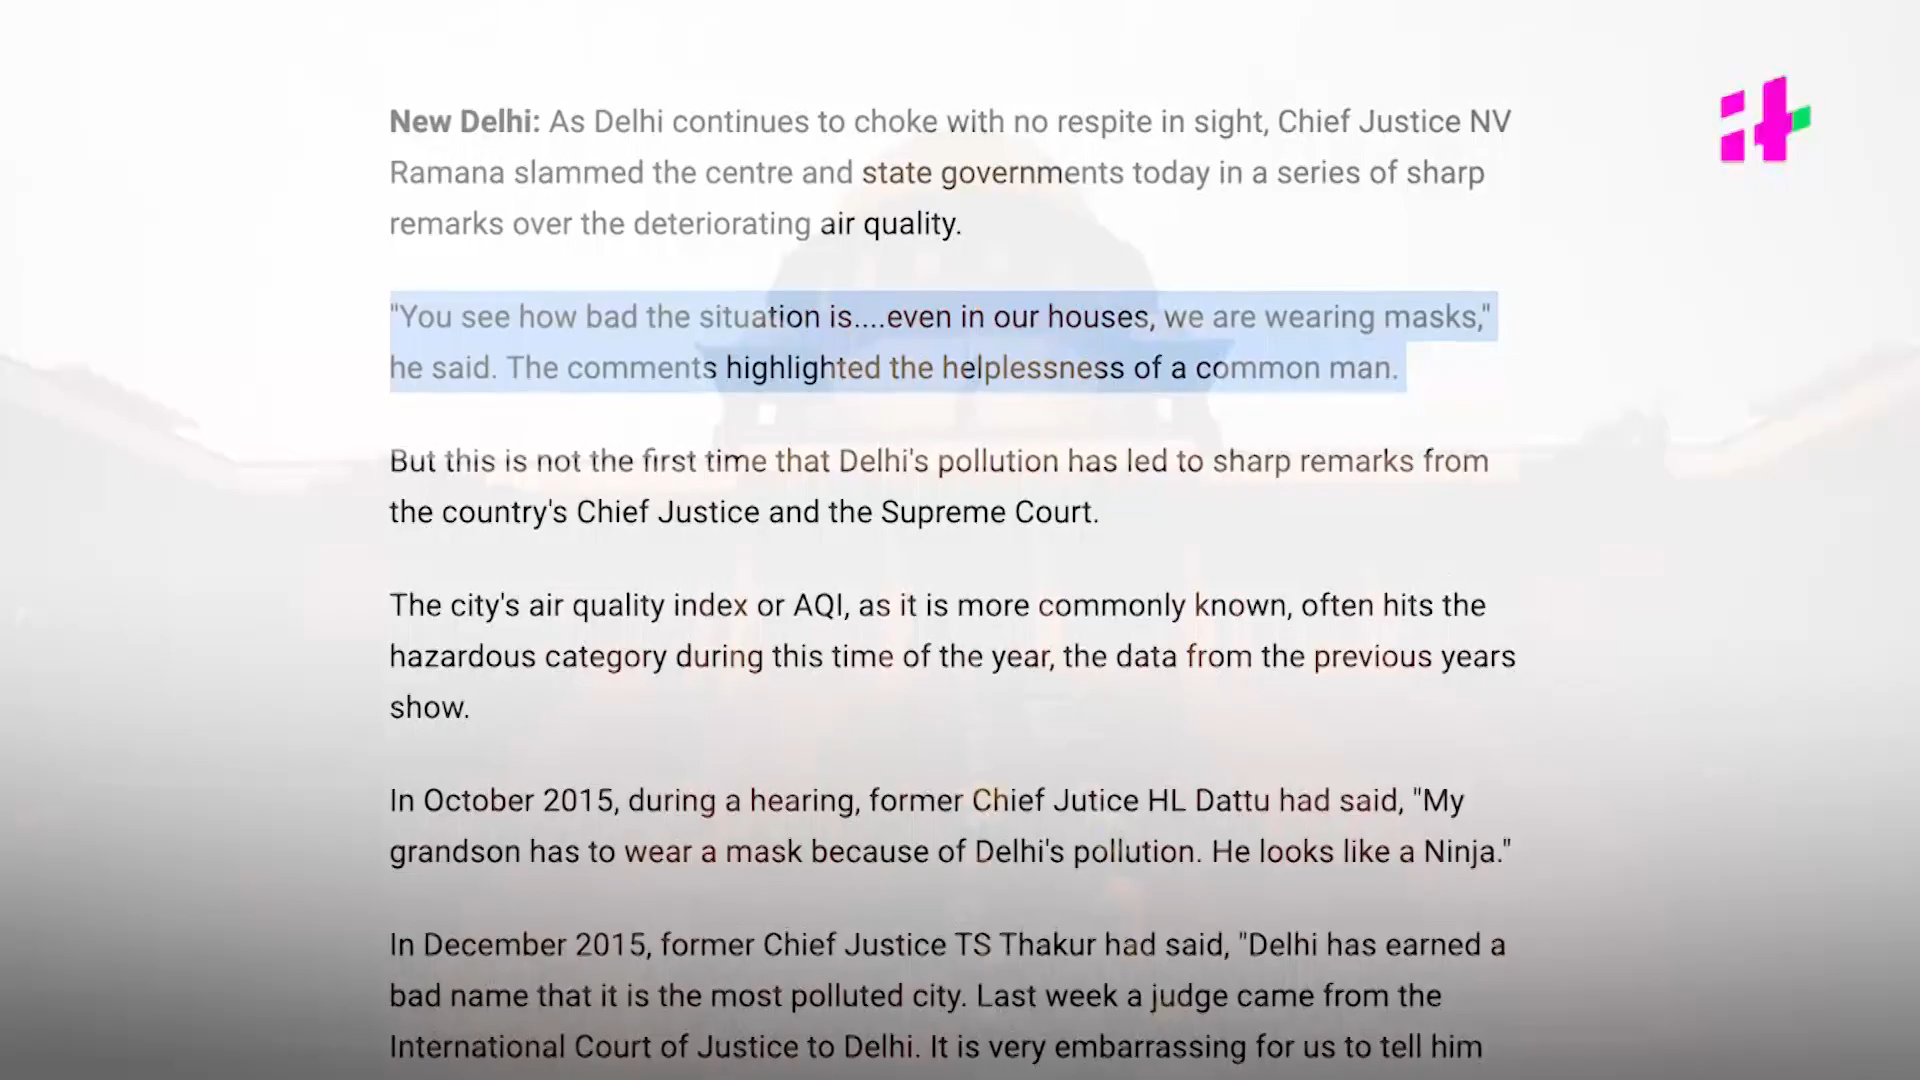 New Delhi: As Delhi continues to choke with no respite in sight, Chief Justice NV
Ramana slammed the centre and state governments today in a series of sharp
remarks over the deteriorating air quality.
"You see how bad the situation is....even in our houses, we are wearing masks,"
he said. The comments highlighted the helplessness of a common man.
But this is not the first time that Delhi's pollution has led to sharp remarks from
the country's Chief Justice and the Supreme Court.
The city's air quality index or AQI, as it is more commonly known, often hits the
hazardous category during this time of the year, the data from the previous years
show.
In October 2015, during a hearing, former Chief Jutice HL Dattu had said, "My
grandson has to wear a mask because of Delhi's pollution. He looks like a Ninja."
In December 2015, former Chief Justice TS Thakur had said, "Delhi has earned a
bad name that it is the most polluted city. Last week a judge came from the
International Court of Justice to Delhi. It is very embarrassing for us to tell him